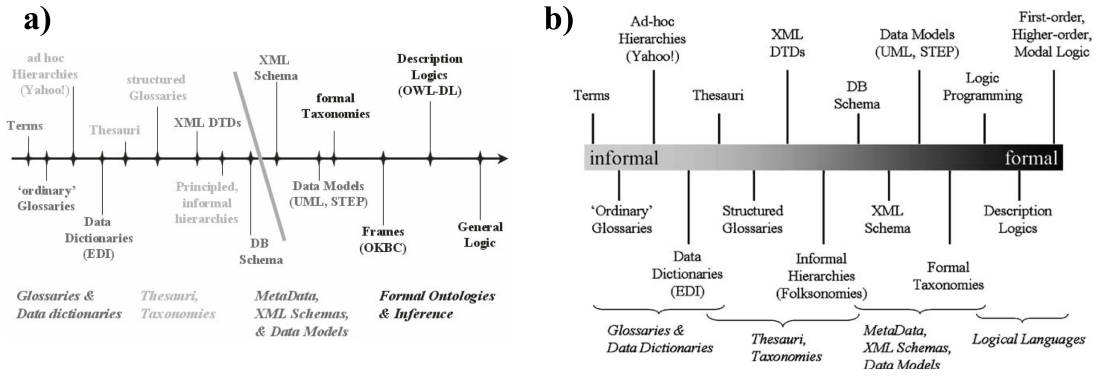 a)
ad hoc
Hierarchies
(Yahoo!)
structured
Glossaries
XML
Schema
formal
Taxonomies
Description
Logics
(OWL-DL)
Terms
Thesauri
XML DTDs
'ordinary'
Glossaries
Data
Dictionaries
(EDI)
Principled,
informal
hierarchies
DB
Schema
Data Models
(UML, STEP)
Frames
(OKBC)
General
Logic
Glossaries &
Data dictionaries
Thesauri,
Taxonomies
MetaData,
XML Schemas,
& Data Models
Formal Ontologies
& Inference
b)
Ad-hoc
Hierarchies
(Yahoo!)
XML
DTDs
Data Models
(UML, STEP)
First-order,
Higher-order,
Modal Logic
Terms
Thesauri
DB
Schema
Logic
Programming
informal
formal
'Ordinary'
Glossaries
Data
Dictionaries
(EDI)
Structured
Glossaries
Informal
Hierarchies
(Folksonomies)
XML
Schema
Formal
Taxonomies
Description
Logics
Glossaries &
Data Dictionaries
Thesauri,
Taxonomies
MetaData,
XML Schemas,
Data Models
Logical Languages